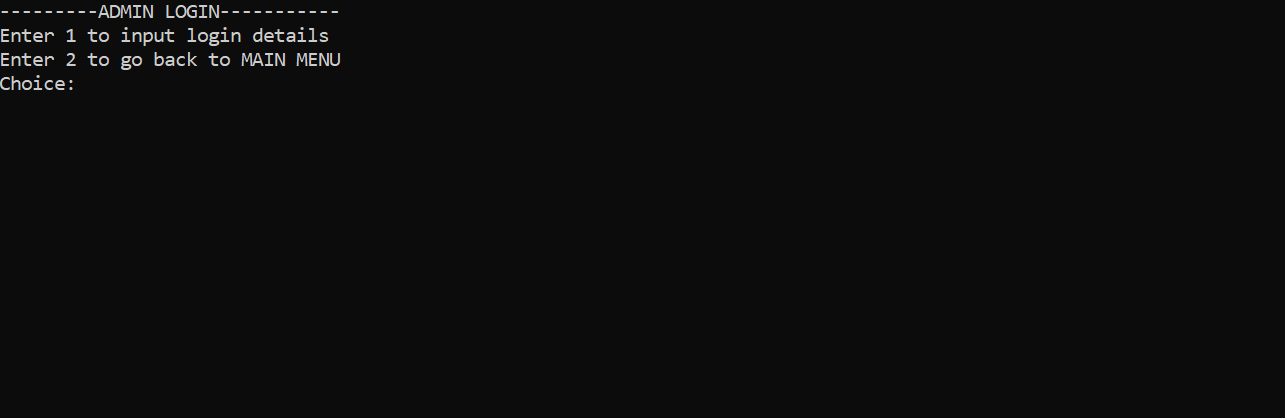 ---------ADMIN LOGIN-----------
Enter 1 to input login details
Enter 2 to go back to MAIN MENU
Choice: